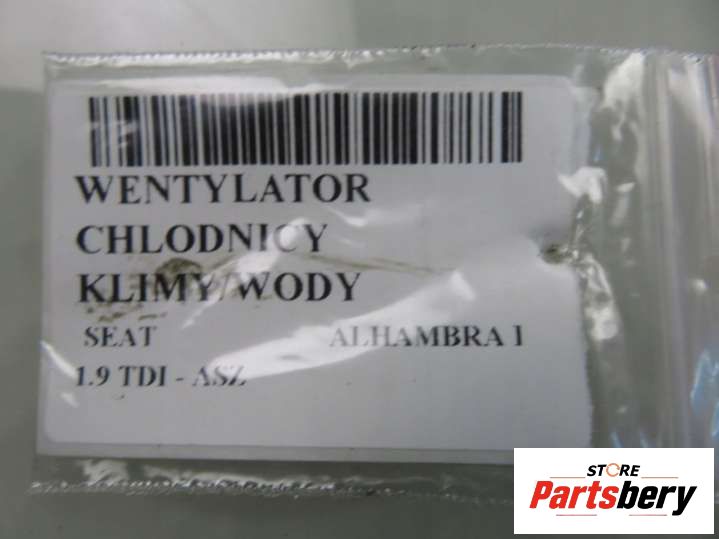 WENTYLATOR
CHLODNICY
KLIMY/WODY
SEAT ALHAMBRA I
1.9 TDI - ASZ
STORE
Partsbery